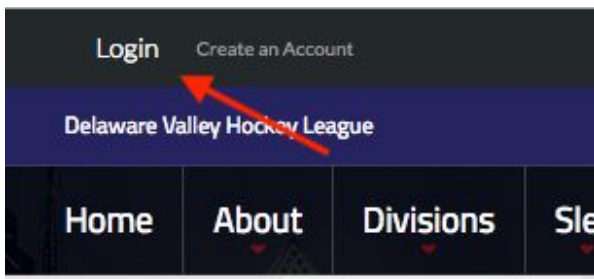 Login Create an Account
Delaware Valley Hockey League
Home About Divisions